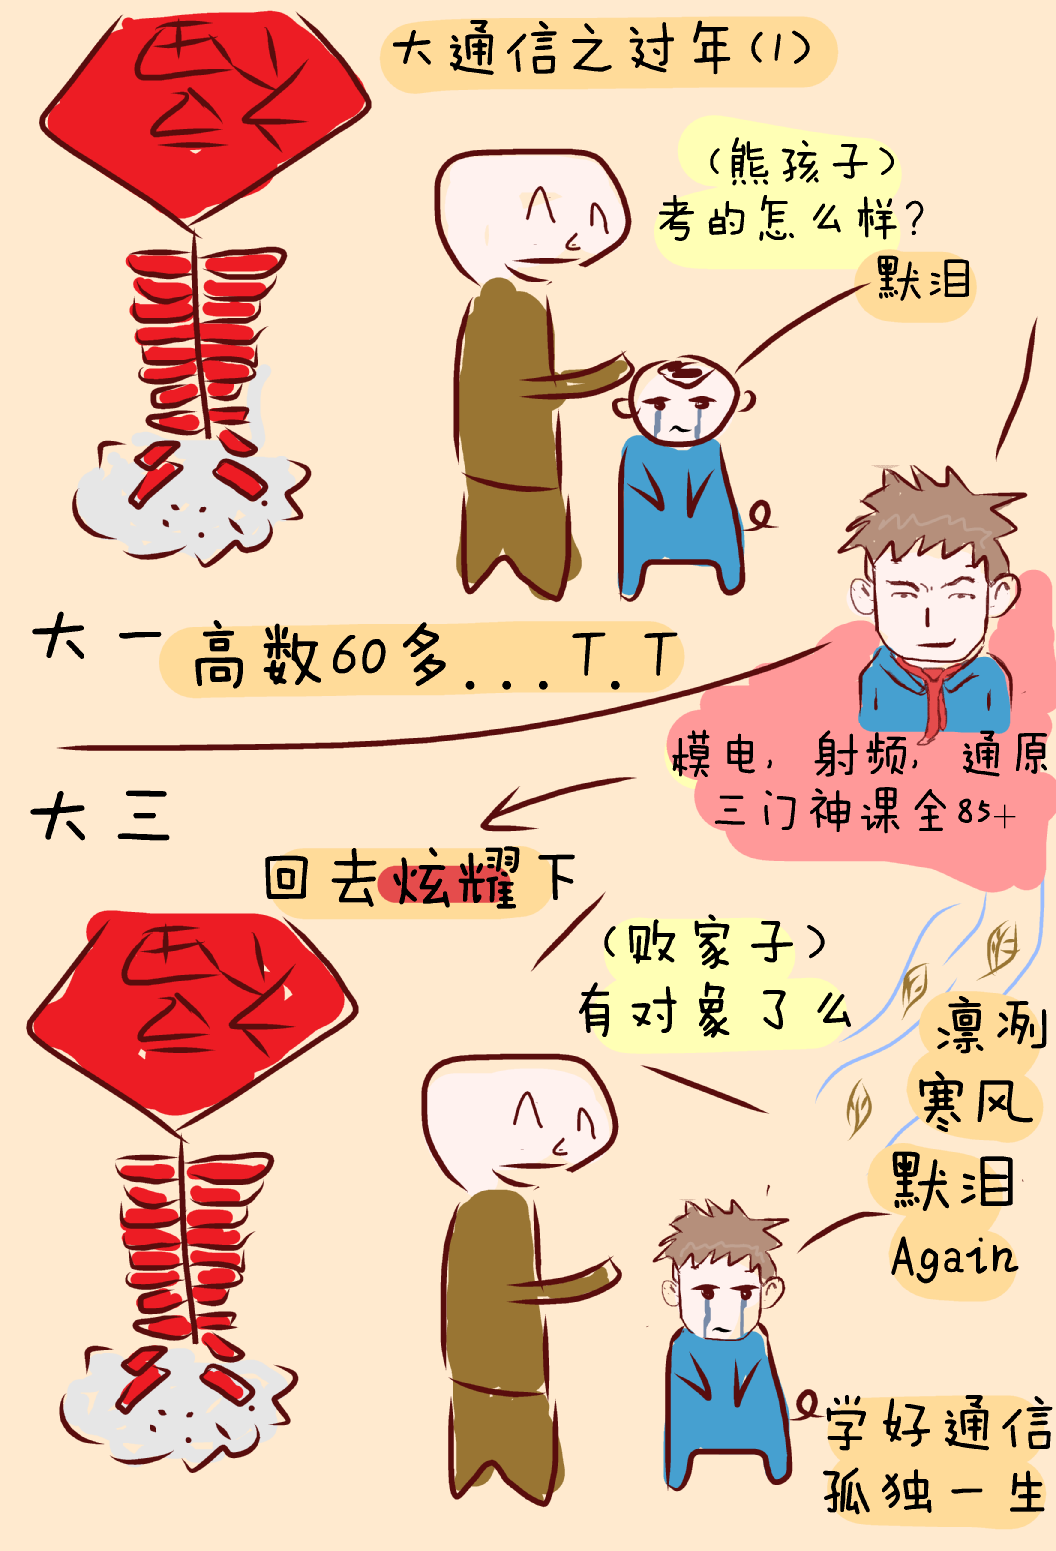 大通信之过年(1)
（熊孩子）
考的怎么样？
默泪
大一
高数60多...T.T
模电，射频，通原
三门神课全85+
大三
回去炫耀下
（败家子）
有对象了么
凛冽
寒风
默泪
Again
学好通信
孤独一生